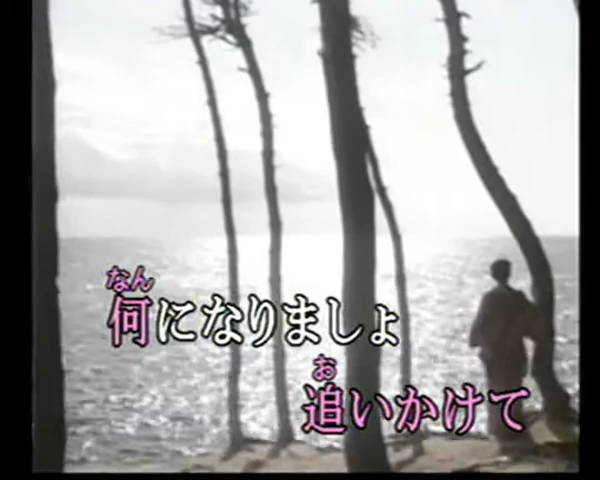 なん
何になりましょ
お
追いかけて